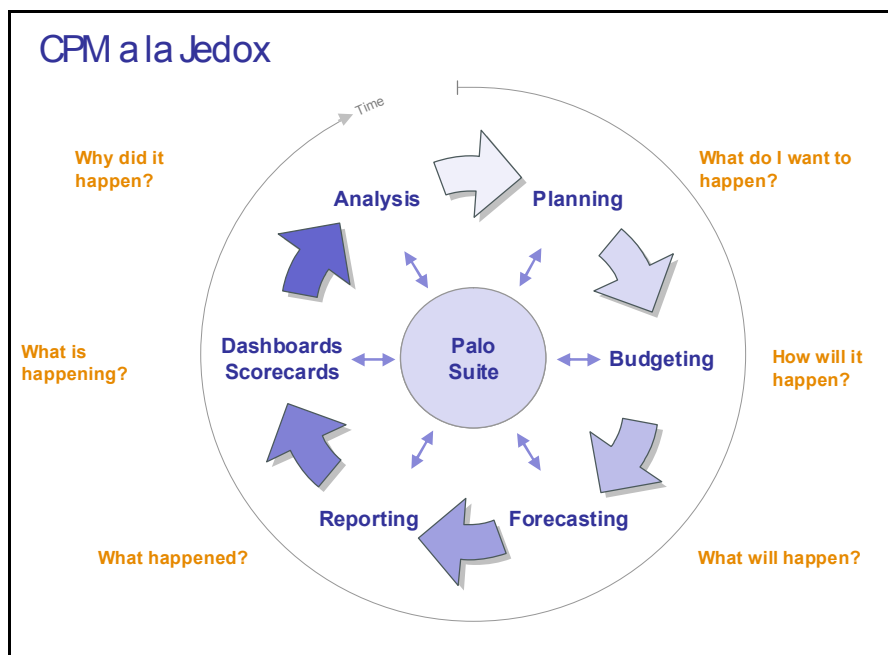 CPM a la Jedox
Time
Why did it
happen?
What do I want to
happen?
Analysis
Planning
What is
happening?
Dashboards
Scorecards
Palo
Suite
Budgeting
How will it
happen?
Reporting
Forecasting
What happened?
What will happen?